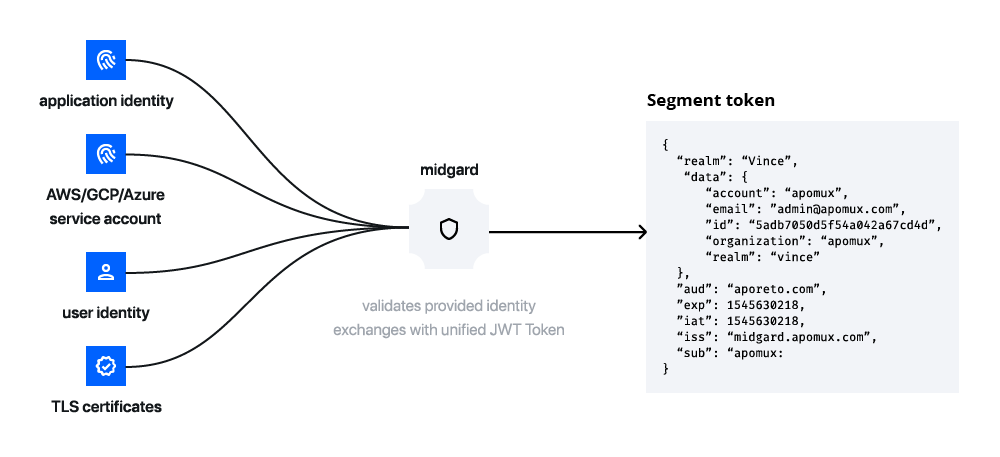 application identity
AWS/GCP/Azure
service account
user identity
TLS certificates
midgard
validates provided identity
exchanges with unified JWT Token
Segment token
{
“realm”: “Vince”,
“data”: {
“account”: “apomux”,
“email”: ”admin@apomux.com”,
“id”: “5adb7050d5f54a042a67cd4d”,
“organization”: “apomux”,
“realm”: “vince”
},
”aud”: “aporeto.com”,
”exp”: 1545630218,
”iat”: 1545630218,
”iss”: “midgard.apomux.com”,
“sub”: “apomux:
}